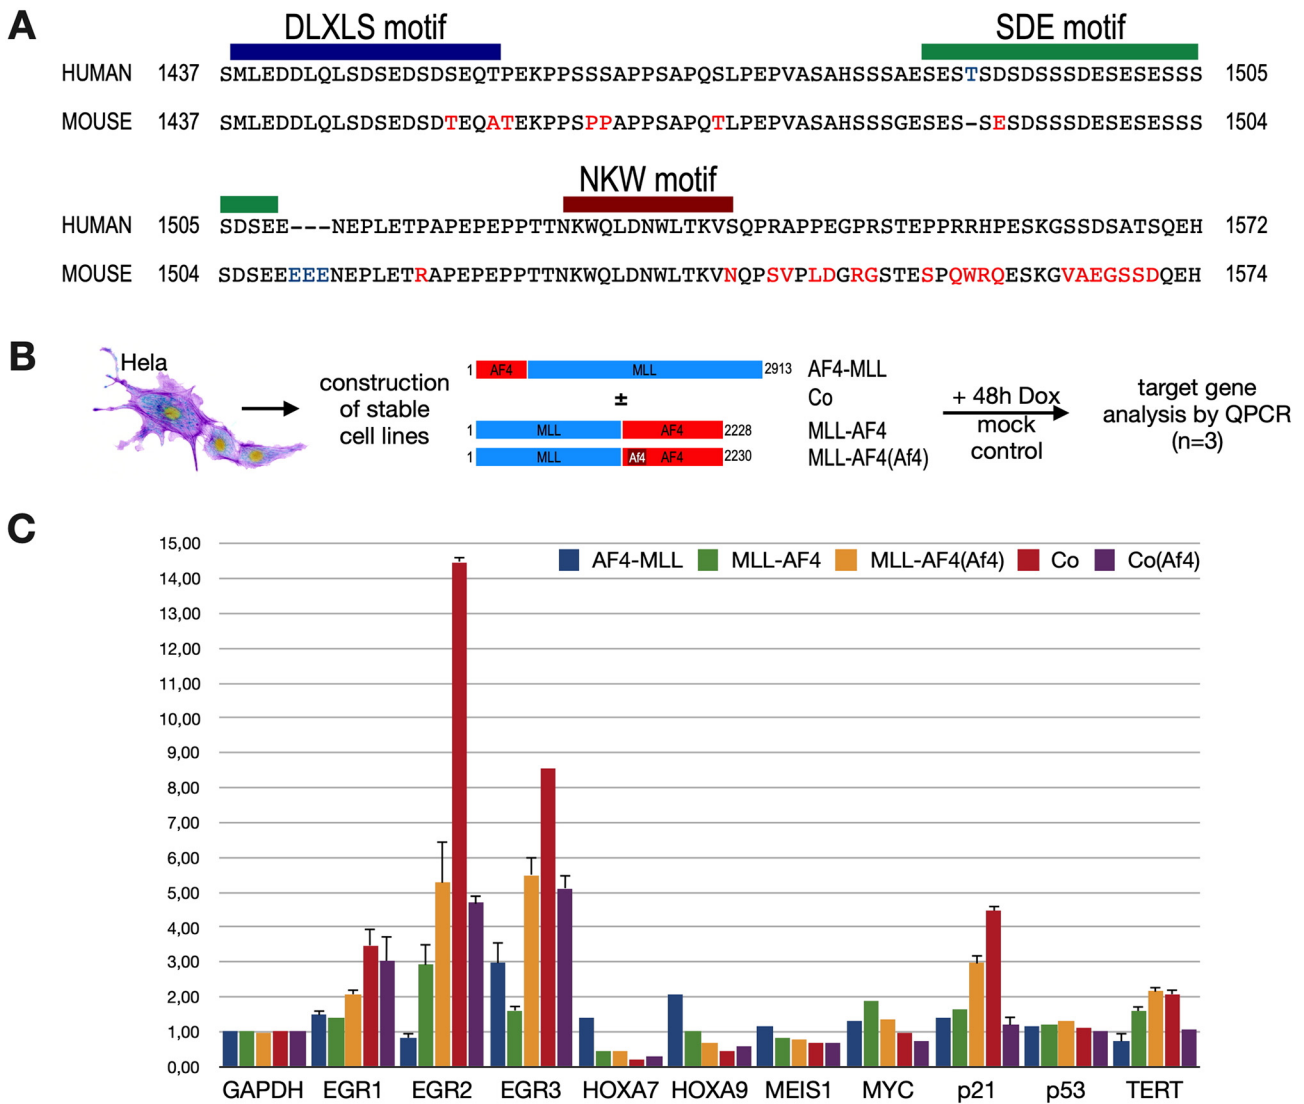 A
DLXLS motif SDE motif
HUMAN 1437 SMLEDDLQLSDSEDSDSEQTPEKPPSSSAPPSAPQSLPEPVASAHSSSAESESTSDSDSSSDESESESSS 1505
MOUSE 1437 SMLEDDLQLSDSEDSDTEQATEKPPSPPAPPSAPQTLPEPVASAHSSSGESES-SESDSSSDESESESSS 1504
NKW motif
HUMAN 1505 SDSEEE---NEPLETPAPEPEPPTTNKWQLDNWLTKVSQPRAPPEGPRSTEPPRRHPESKGSSDSATSQEH 1572
MOUSE 1504 SDSEEEEENEPLETRAPEPEPPTTNKWQLDNWLTKVNQPSVPLDGRGSTESPQWRQESKGVAEGSSDQEH 1574
B
Hela
construction
of stable
cell lines
1 AF4 MLL 2913 AF4-MLL
± Co
1 MLL AF4 2228 MLL-AF4
1 MLL Af4 AF4 2230 MLL-AF4(Af4)
+ 48h Dox
mock
control
target gene
analysis by QPCR
(n=3)
C
AF4-MLL MLL-AF4 MLL-AF4(Af4) Co Co(Af4)
15,00
14,00
13,00
12,00
11,00
10,00
9,00
8,00
7,00
6,00
5,00
4,00
3,00
2,00
1,00
0,00
GAPDH EGR1 EGR2 EGR3 HOXA7 HOXA9 MEIS1 MYC p21 p53 TERT